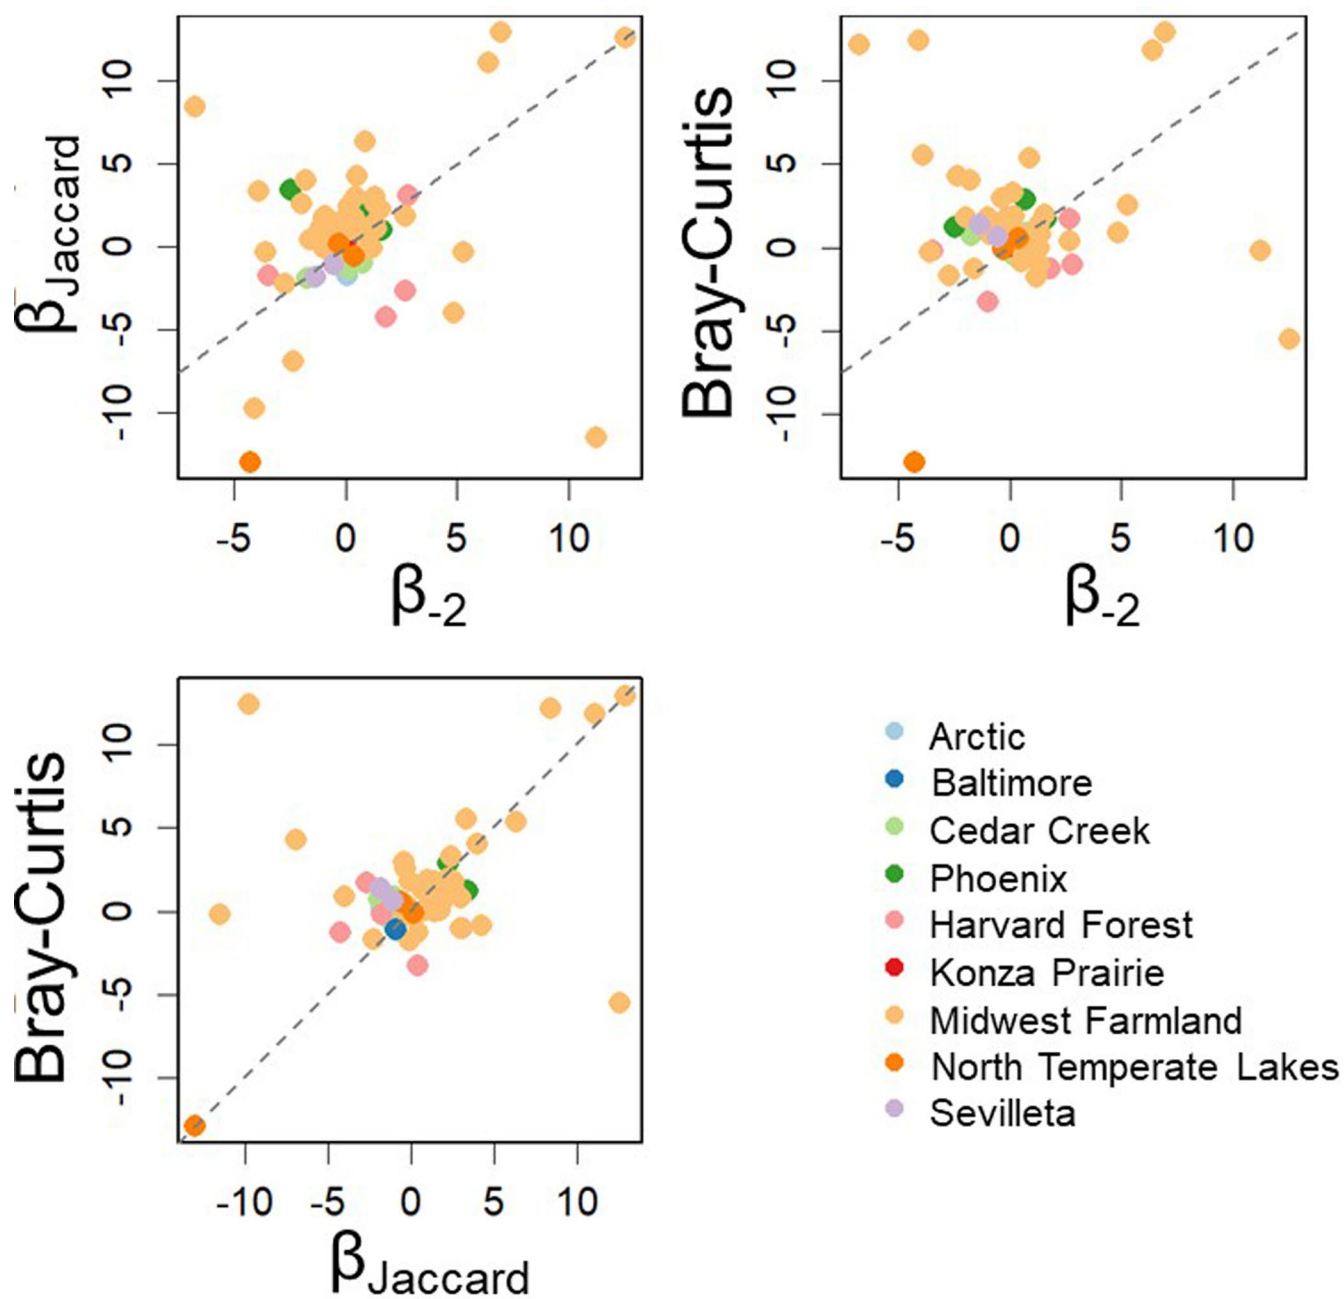 βJaccard
10
5
0
-5
-10
-5 0 5 10
β-2
Bray-Curtis
10
5
0
-5
-10
-5 0 5 10
β-2
Bray-Curtis
10
5
0
-5
-10
-10 -5 0 5 10
βJaccard
Arctic
Baltimore
Cedar Creek
Phoenix
Harvard Forest
Konza Prairie
Midwest Farmland
North Temperate Lakes
Sevilleta